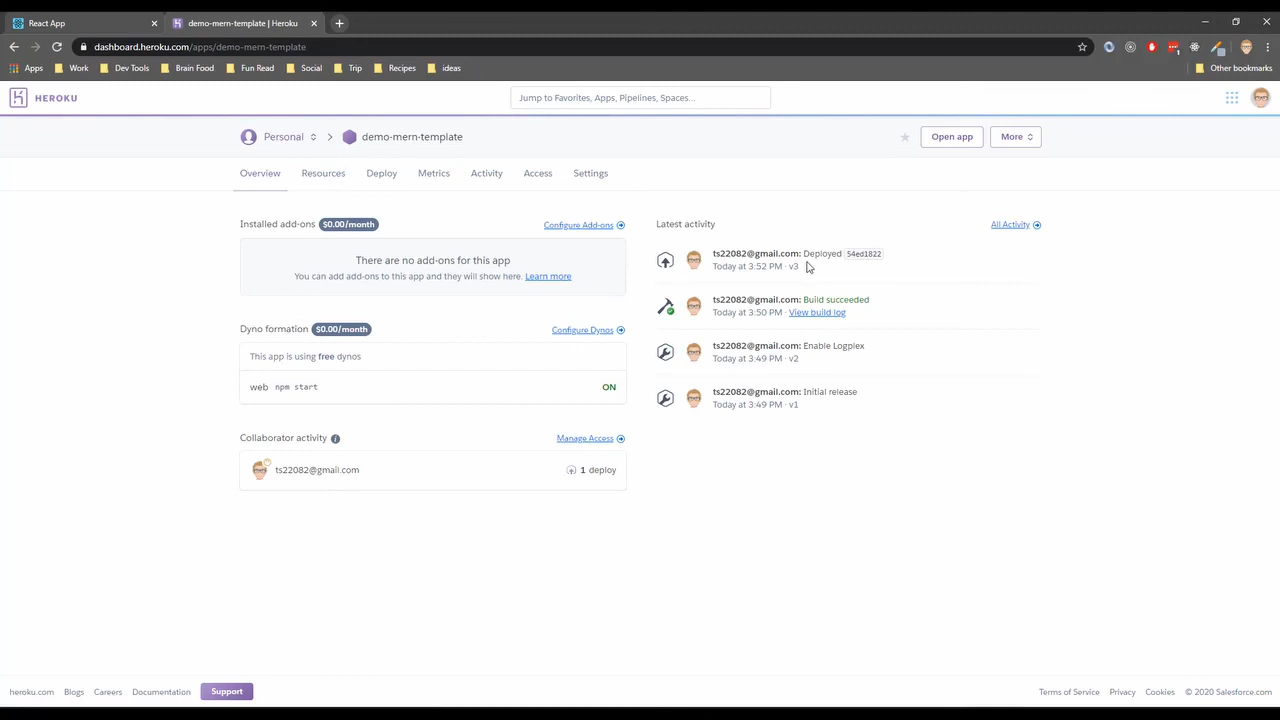 React App
demo-mern-template | Heroku
dashboard.heroku.com/apps/demo-mern-template
Apps
Work
Dev Tools
Brain Food
Fun Read
Social
Trip
Recipes
ideas
Other bookmarks
HEROKU
Jump to Favorites, Apps, Pipelines, Spaces...
Personal
demo-mern-template
Open app
More
Overview
Resources
Deploy
Metrics
Activity
Access
Settings
Installed add-ons $0.00/month
Configure Add-ons
There are no add-ons for this app
You can add add-ons to this app and they will show here. Learn more
Dyno formation $0.00/month
Configure Dynos
This app is using free dynos
web npm start ON
Collaborator activity
Manage Access
ts22082@gmail.com
1 deploy
Latest activity
All Activity
ts22082@gmail.com: Deployed 54ed1822
Today at 3:52 PM · v3
ts22082@gmail.com: Build succeeded
Today at 3:50 PM · View build log
ts22082@gmail.com: Enable Logplex
Today at 3:49 PM · v2
ts22082@gmail.com: Initial release
Today at 3:49 PM · v1
heroku.com
Blogs
Careers
Documentation
Support
Terms of Service
Privacy
Cookies
© 2020 Salesforce.com